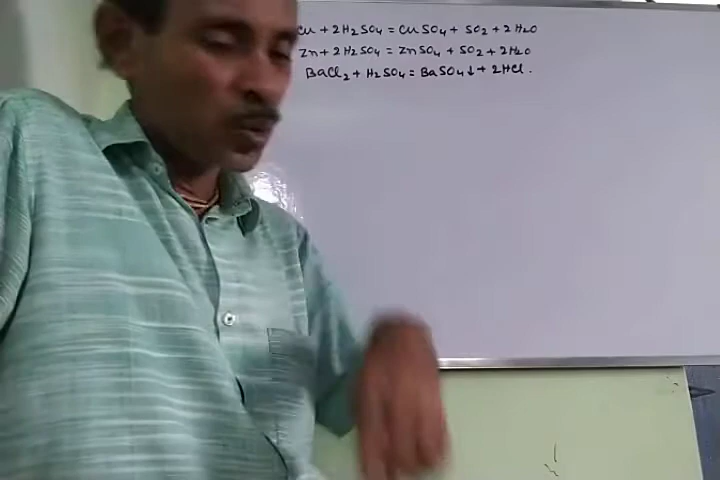 Cu + 2H₂SO₄ = CuSO₄ + SO₂ + 2H₂O
Zn + 2H₂SO₄ = ZnSO₄ + SO₂ + 2H₂O
BaCl₂ + H₂SO₄ = BaSO₄↓ + 2HCl.